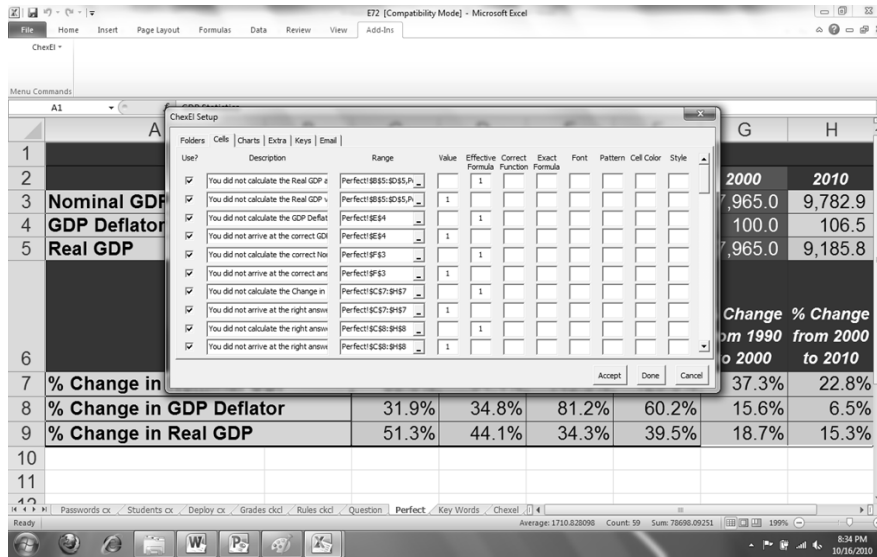 E72 [Compatibility Mode] - Microsoft Excel
File Home Insert Page Layout Formulas Data Review View Add-Ins
ChexEl
Menu Commands
A1
ChexEl Setup
Folders Cells Charts Extra Keys Email
Use? Description Range Value Effective Formula Correct Function Exact Formula Font Pattern Cell Color Style
You did not calculate the Real GDP a Perfect!$B$5:$D$5,P 1
You did not calculate the Real GDP v Perfect!$B$5:$D$5,P 1
You did not calculate the GDP Deflat Perfect!$E$4 1
You did not arrive at the correct GDI Perfect!$E$4 1
You did not calculate the correct Nor Perfect!$F$3 1
You did not arrive at the correct ans Perfect!$F$3 1
You did not calculate the Change in Perfect!$C$7:$H$7 1
You did not arrive at the right answe Perfect!$C$7:$H$7 1
You did not calculate the right answe Perfect!$C$8:$H$8 1
You did not arrive at the right answe Perfect!$C$8:$H$8 1
Accept Done Cancel
A G H
1
2 2000 2010
3 Nominal GDP 7,965.0 9,782.9
4 GDP Deflator 100.0 106.5
5 Real GDP 7,965.0 9,185.8
Change % Change
om 1990 from 2000
6 to 2000 to 2010
7 % Change in 37.3% 22.8%
8 % Change in GDP Deflator 31.9% 34.8% 81.2% 60.2% 15.6% 6.5%
9 % Change in Real GDP 51.3% 44.1% 34.3% 39.5% 18.7% 15.3%
10
11
12
Passwords cx Students cx Deploy cx Grades ckcl Rules ckcl Question Perfect Key Words Chexel
Ready Average: 1710.828098 Count: 59 Sum: 78698.09251 199%
8:34 PM
10/16/2010